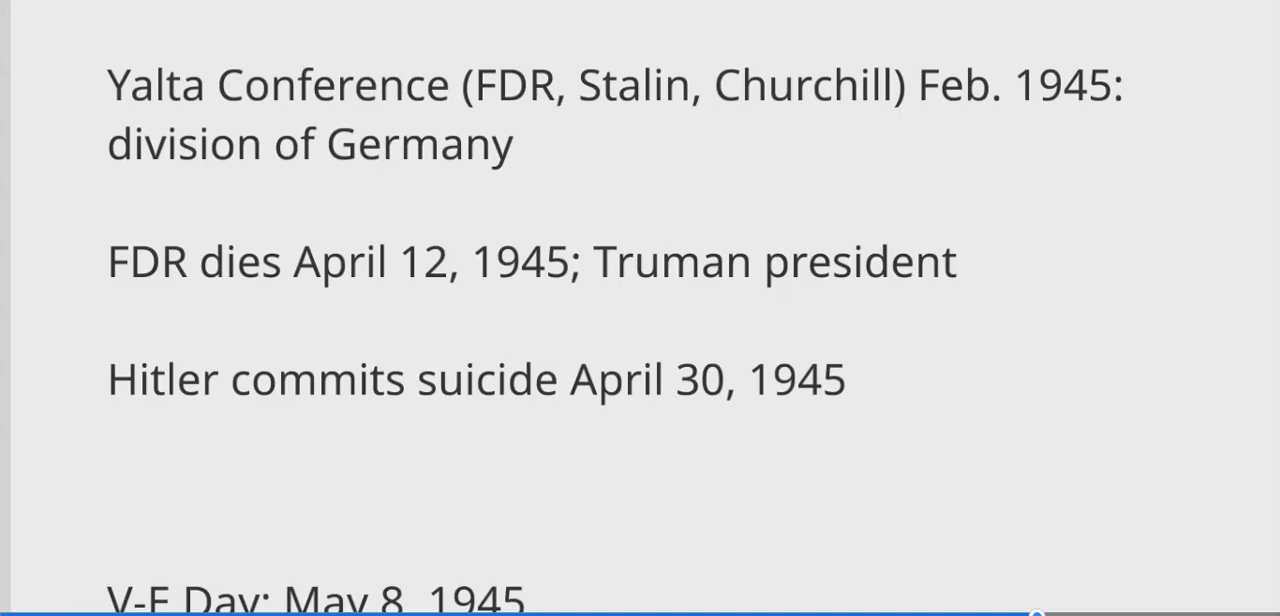 Yalta Conference (FDR, Stalin, Churchill) Feb. 1945:
division of Germany
FDR dies April 12, 1945; Truman president
Hitler commits suicide April 30, 1945
V-E Day: May 8, 1945